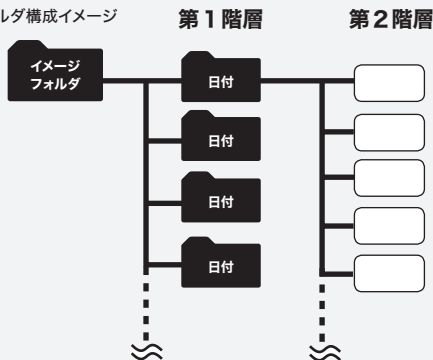 ルダ構成イメージ
第1階層
第2階層
イメージ
フォルダ
日付
日付
日付
日付